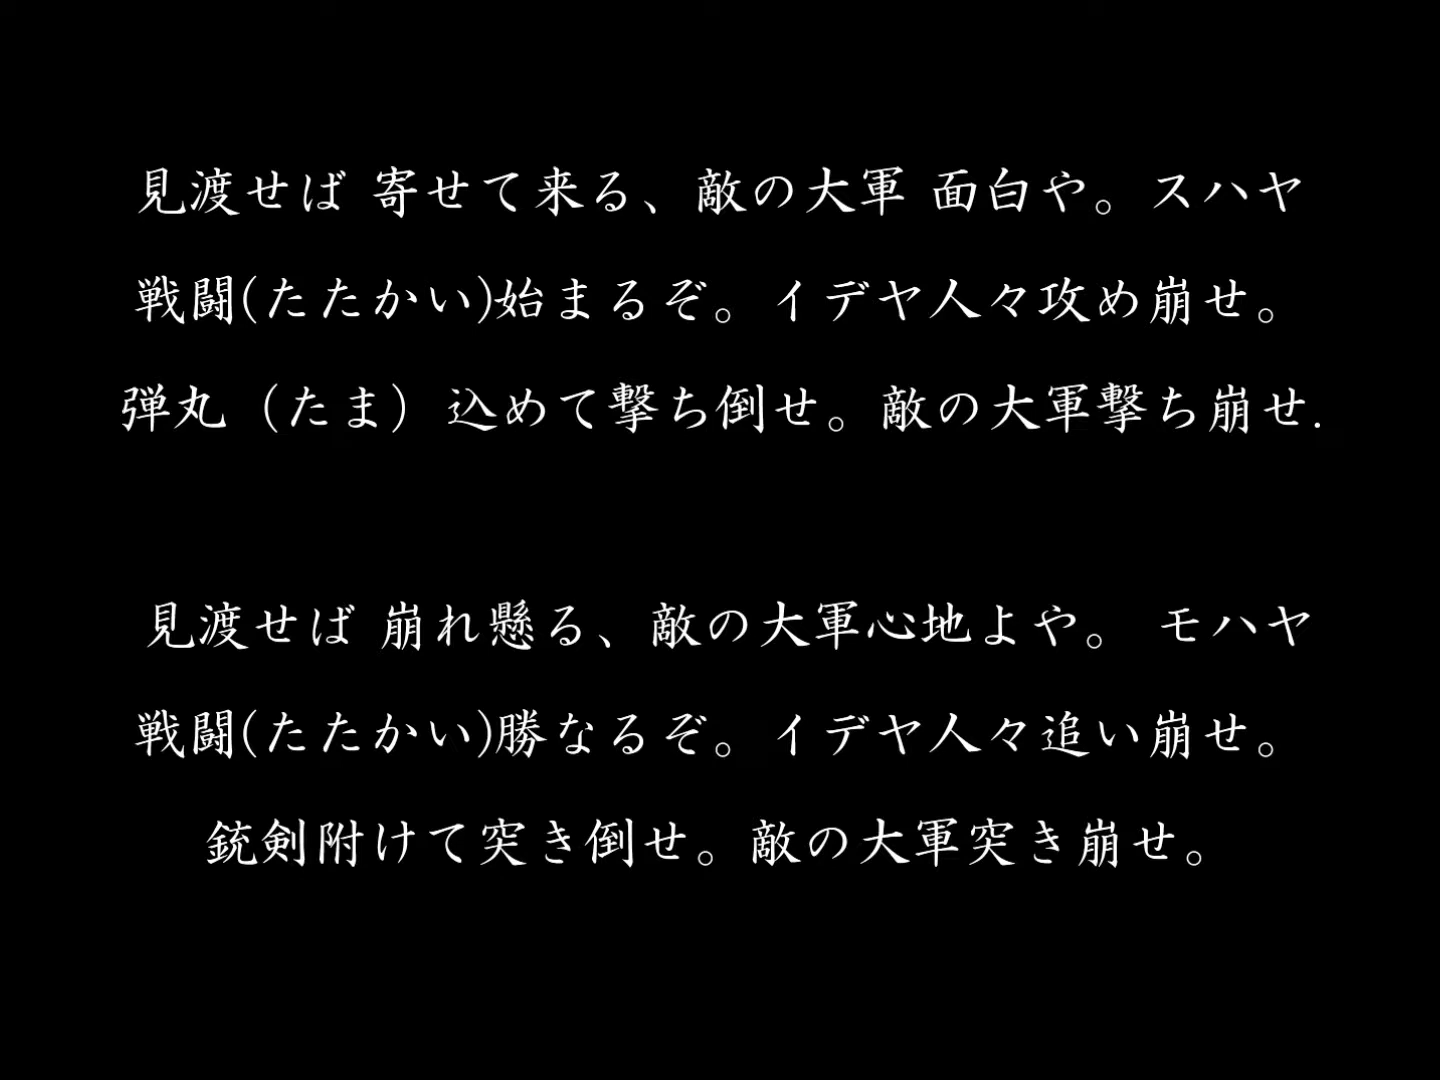 見渡せば 寄せて来る、敵の大軍 面白や。スハヤ
戦闘(たたかい)始まるぞ。イデヤ人々攻め崩せ。
弾丸（たま）込めて撃ち倒せ。敵の大軍撃ち崩せ.
見渡せば 崩れ懸る、敵の大軍心地よや。 モハヤ
戦闘(たたかい)勝なるぞ。イデヤ人々追い崩せ。
銃剣附けて突き倒せ。敵の大軍突き崩せ。